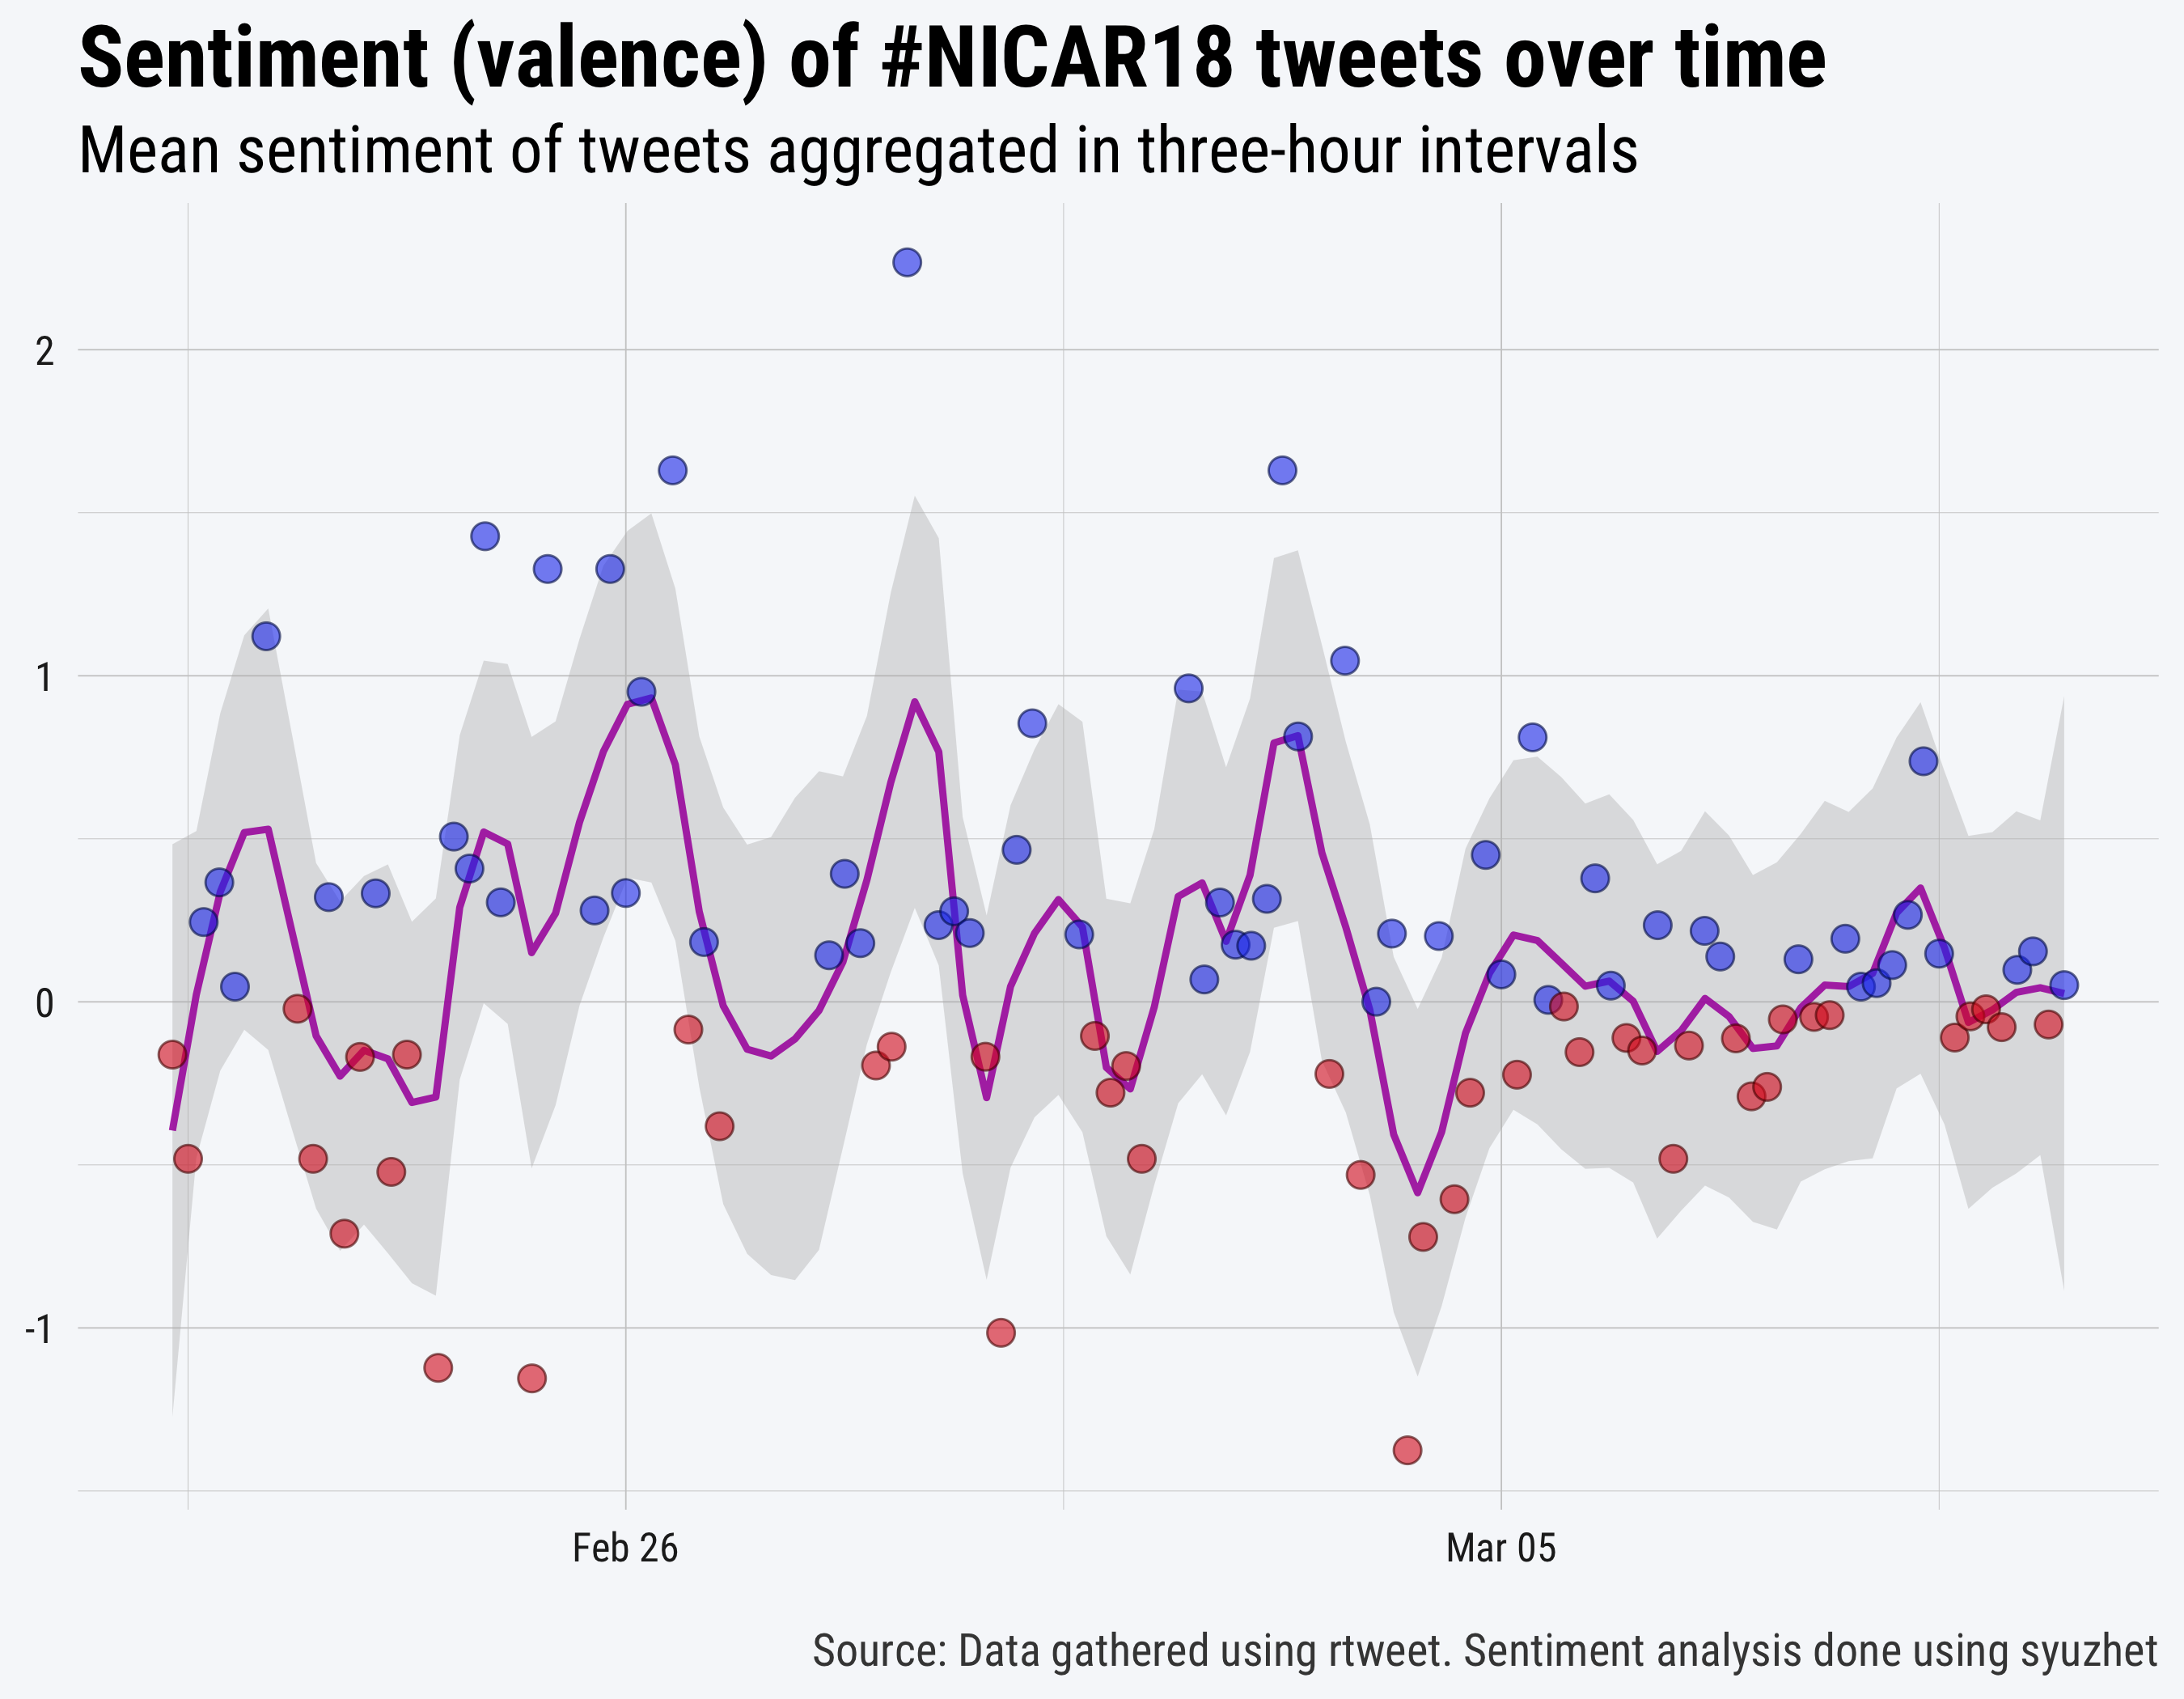 Sentiment (valence) of #NICAR18 tweets over time
Mean sentiment of tweets aggregated in three-hour intervals
2
1
0
-1
Feb 26
Mar 05
Source: Data gathered using rtweet. Sentiment analysis done using syuzhet